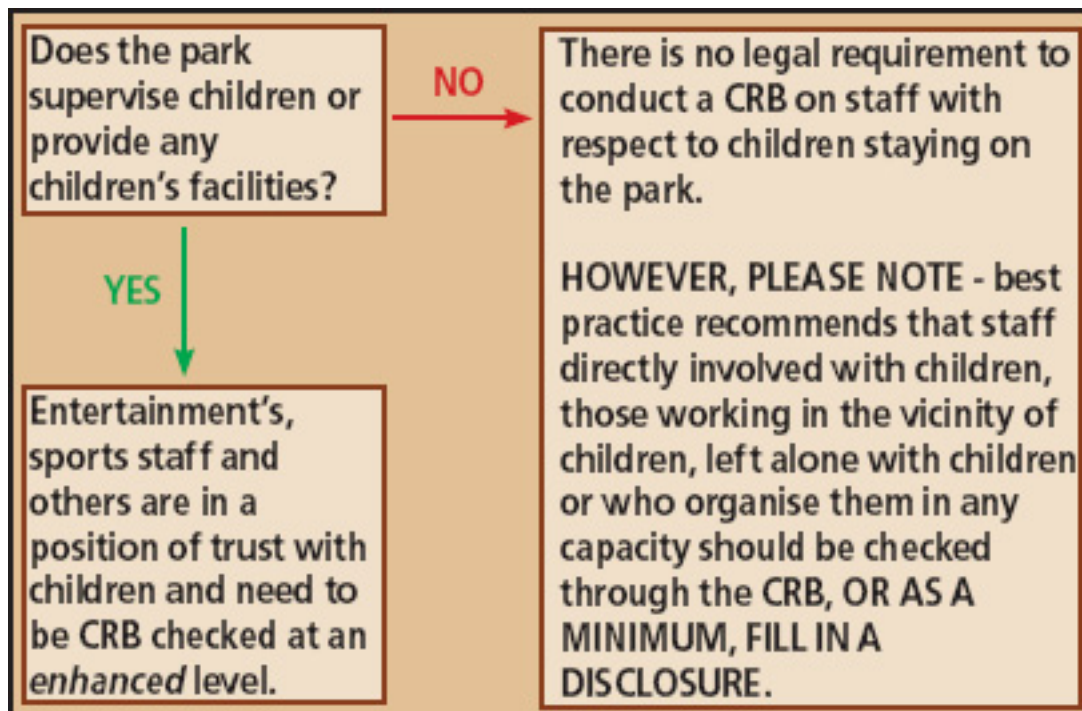 Does the park
supervise children or
provide any
children's facilities?
NO
There is no legal requirement to
conduct a CRB on staff with
respect to children staying on
the park.
HOWEVER, PLEASE NOTE - best
practice recommends that staff
directly involved with children,
those working in the vicinity of
children, left alone with children
or who organise them in any
capacity should be checked
through the CRB, OR AS A
MINIMUM, FILL IN A
DISCLOSURE.
YES
Entertainment's,
sports staff and
others are in a
position of trust with
children and need to
be CRB checked at an
enhanced level.